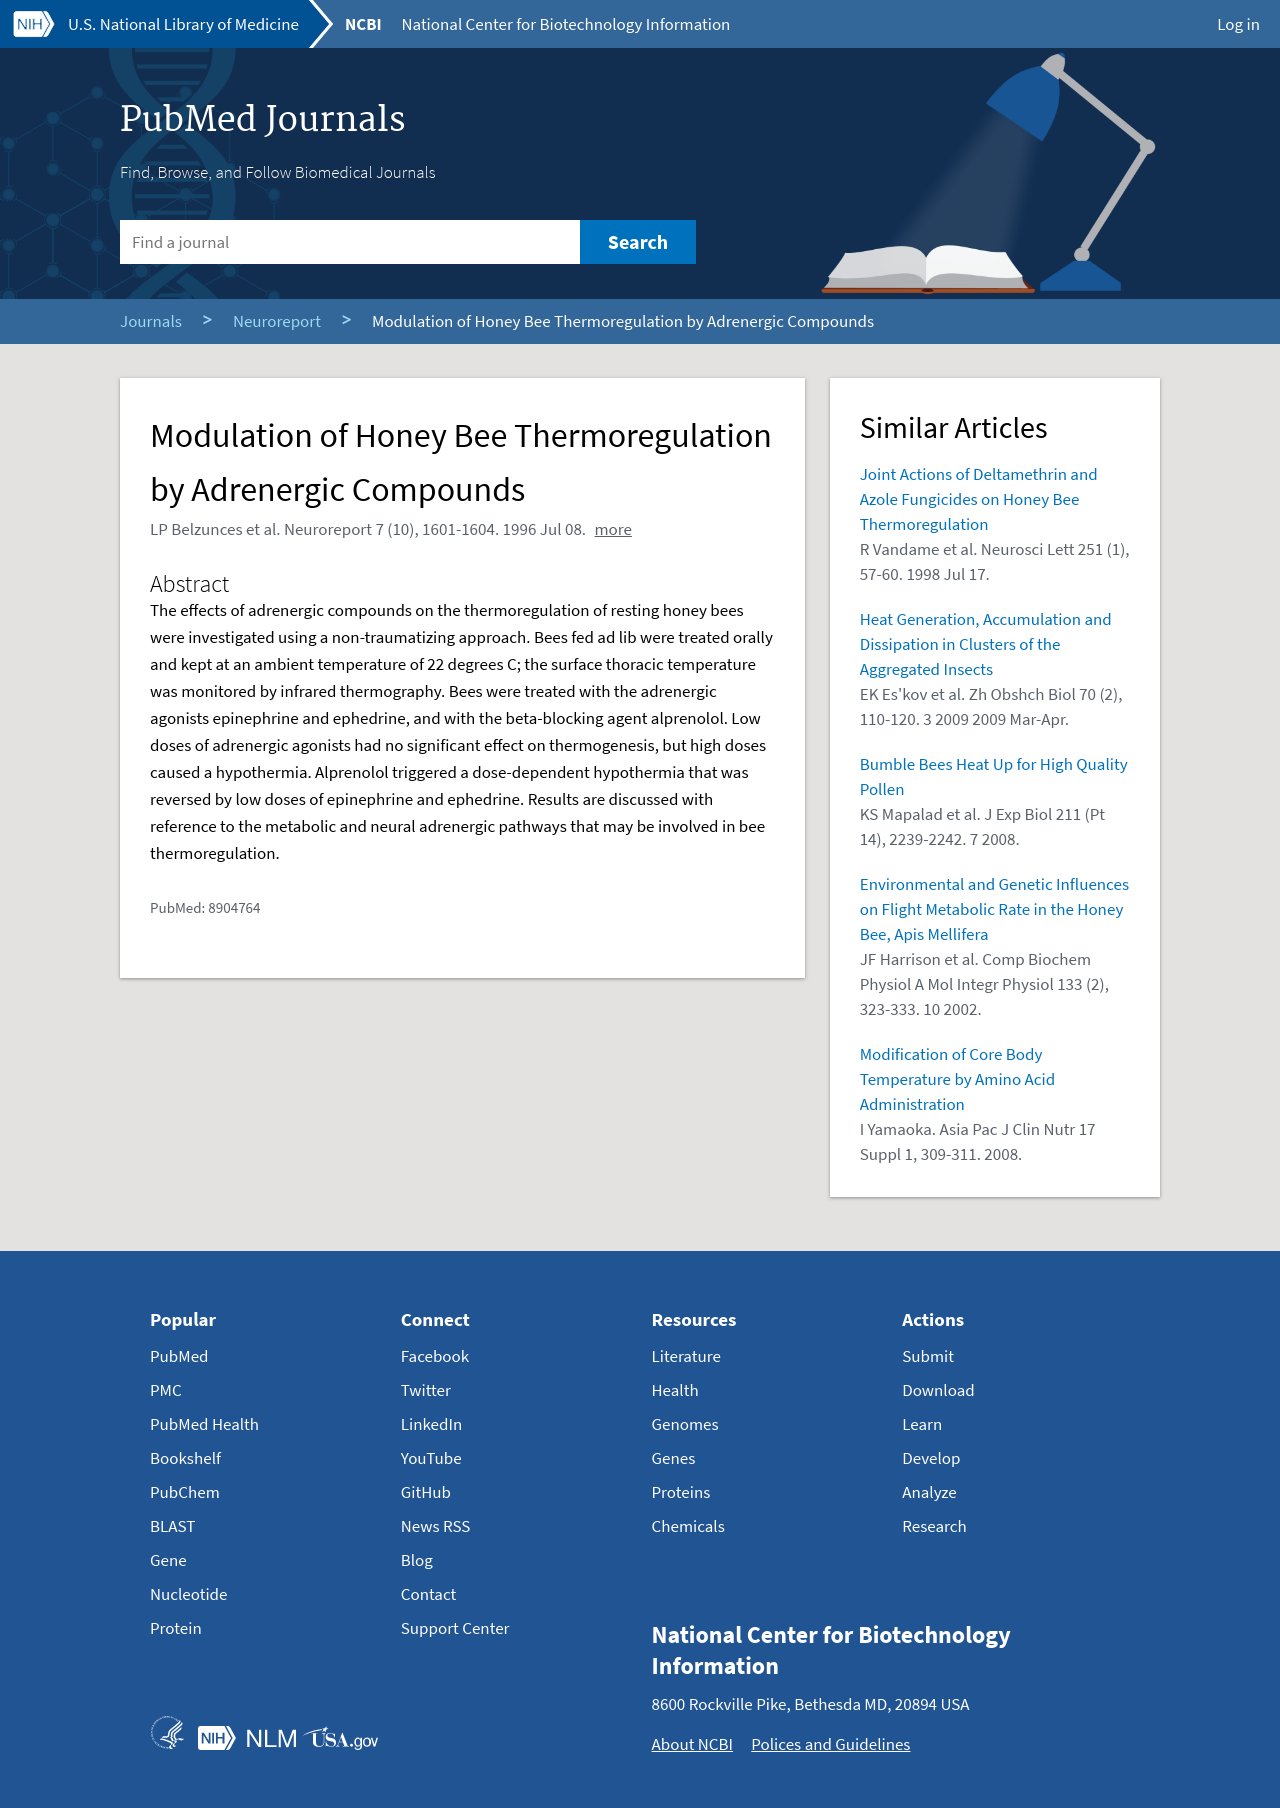 NIH U.S. National Library of Medicine NCBI National Center for Biotechnology Information Log in
PubMed Journals
Find, Browse, and Follow Biomedical Journals
Find a journal Search
Journals > Neuroreport > Modulation of Honey Bee Thermoregulation by Adrenergic Compounds
Modulation of Honey Bee Thermoregulation
by Adrenergic Compounds
LP Belzunces et al. Neuroreport 7 (10), 1601-1604. 1996 Jul 08. more
Abstract
The effects of adrenergic compounds on the thermoregulation of resting honey bees
were investigated using a non-traumatizing approach. Bees fed ad lib were treated orally
and kept at an ambient temperature of 22 degrees C; the surface thoracic temperature
was monitored by infrared thermography. Bees were treated with the adrenergic
agonists epinephrine and ephedrine, and with the beta-blocking agent alprenolol. Low
doses of adrenergic agonists had no significant effect on thermogenesis, but high doses
caused a hypothermia. Alprenolol triggered a dose-dependent hypothermia that was
reversed by low doses of epinephrine and ephedrine. Results are discussed with
reference to the metabolic and neural adrenergic pathways that may be involved in bee
thermoregulation.
PubMed: 8904764
Similar Articles
Joint Actions of Deltamethrin and
Azole Fungicides on Honey Bee
Thermoregulation
R Vandame et al. Neurosci Lett 251 (1),
57-60. 1998 Jul 17.
Heat Generation, Accumulation and
Dissipation in Clusters of the
Aggregated Insects
EK Es'kov et al. Zh Obshch Biol 70 (2),
110-120. 3 2009 2009 Mar-Apr.
Bumble Bees Heat Up for High Quality
Pollen
KS Mapalad et al. J Exp Biol 211 (Pt
14), 2239-2242. 7 2008.
Environmental and Genetic Influences
on Flight Metabolic Rate in the Honey
Bee, Apis Mellifera
JF Harrison et al. Comp Biochem
Physiol A Mol Integr Physiol 133 (2),
323-333. 10 2002.
Modification of Core Body
Temperature by Amino Acid
Administration
I Yamaoka. Asia Pac J Clin Nutr 17
Suppl 1, 309-311. 2008.
Popular
PubMed
PMC
PubMed Health
Bookshelf
PubChem
BLAST
Gene
Nucleotide
Protein
Connect
Facebook
Twitter
LinkedIn
YouTube
GitHub
News RSS
Blog
Contact
Support Center
Resources
Literature
Health
Genomes
Genes
Proteins
Chemicals
Actions
Submit
Download
Learn
Develop
Analyze
Research
NIH NLM USA.gov
National Center for Biotechnology
Information
8600 Rockville Pike, Bethesda MD, 20894 USA
About NCBI Polices and Guidelines